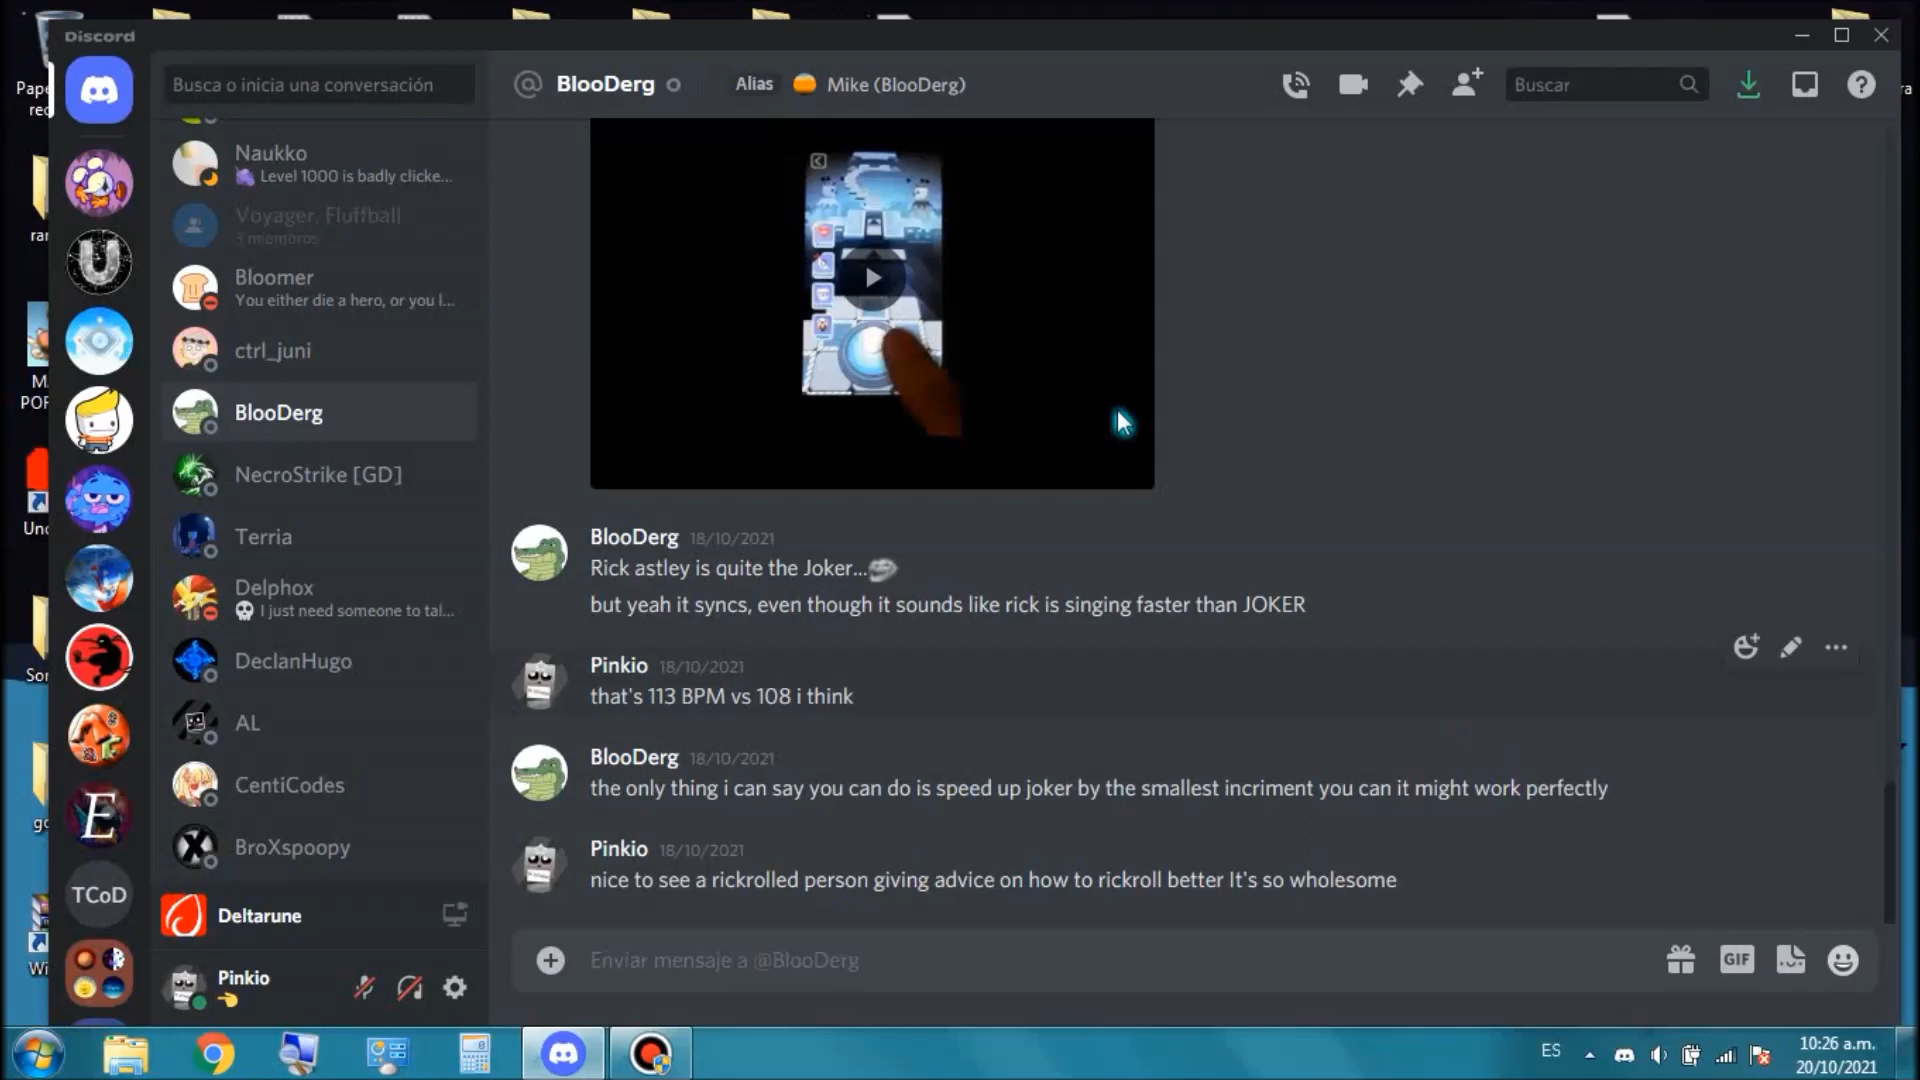 Discord
Busca o inicia una conversación
BlooDerg
Alias
Mike (BlooDerg)
Buscar
Naukko
Level 1000 is badly clicke...
Voyager, Fluffball
3 miembros
Bloomer
You either die a hero, or you l...
ctrl_juni
BlooDerg
NecroStrike [GD]
Terria
Delphox
I just need someone to tal...
DeclanHugo
AL
CentiCodes
BroXspoopy
Deltarune
Pinkio
TCoD
U
E
BlooDerg 18/10/2021
Rick astley is quite the Joker...
but yeah it syncs, even though it sounds like rick is singing faster than JOKER
Pinkio 18/10/2021
that's 113 BPM vs 108 i think
BlooDerg 18/10/2021
the only thing i can say you can do is speed up joker by the smallest incriment you can it might work perfectly
Pinkio 18/10/2021
nice to see a rickrolled person giving advice on how to rickroll better It's so wholesome
Enviar mensaje a @BlooDerg
GIF
ES
10:26 a.m.
20/10/2021